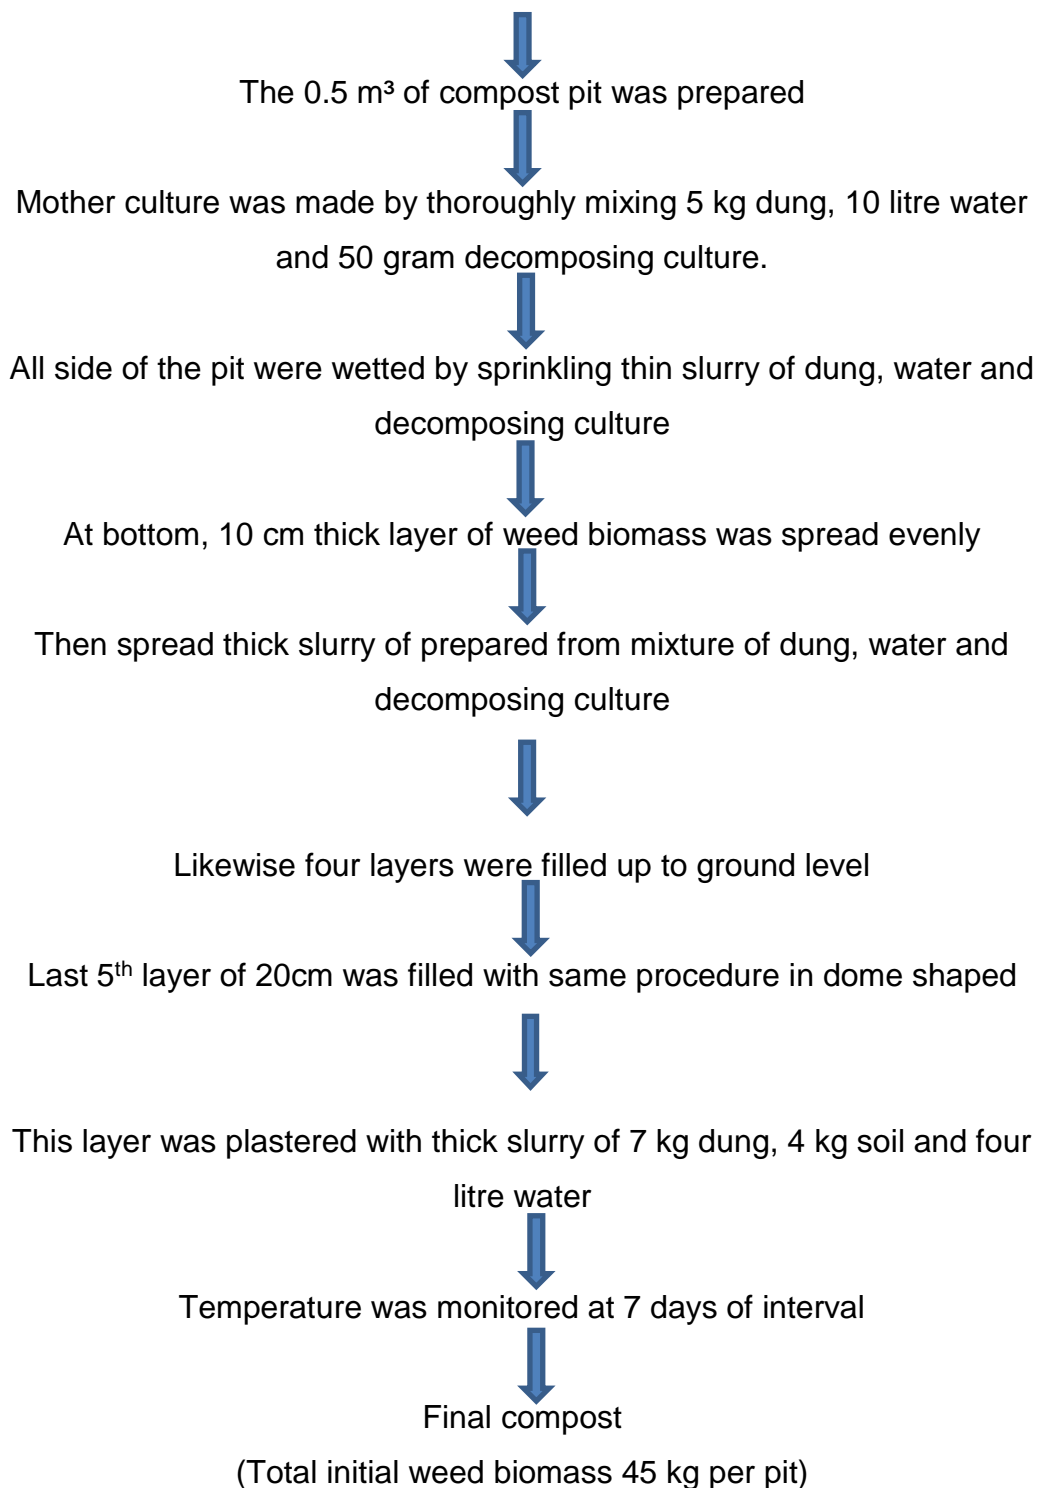 The 0.5 m³ of compost pit was prepared
Mother culture was made by thoroughly mixing 5 kg dung, 10 litre water
and 50 gram decomposing culture.
All side of the pit were wetted by sprinkling thin slurry of dung, water and
decomposing culture
At bottom, 10 cm thick layer of weed biomass was spread evenly
Then spread thick slurry of prepared from mixture of dung, water and
decomposing culture
Likewise four layers were filled up to ground level
Last 5th layer of 20cm was filled with same procedure in dome shaped
This layer was plastered with thick slurry of 7 kg dung, 4 kg soil and four
litre water
Temperature was monitored at 7 days of interval
Final compost
(Total initial weed biomass 45 kg per pit)